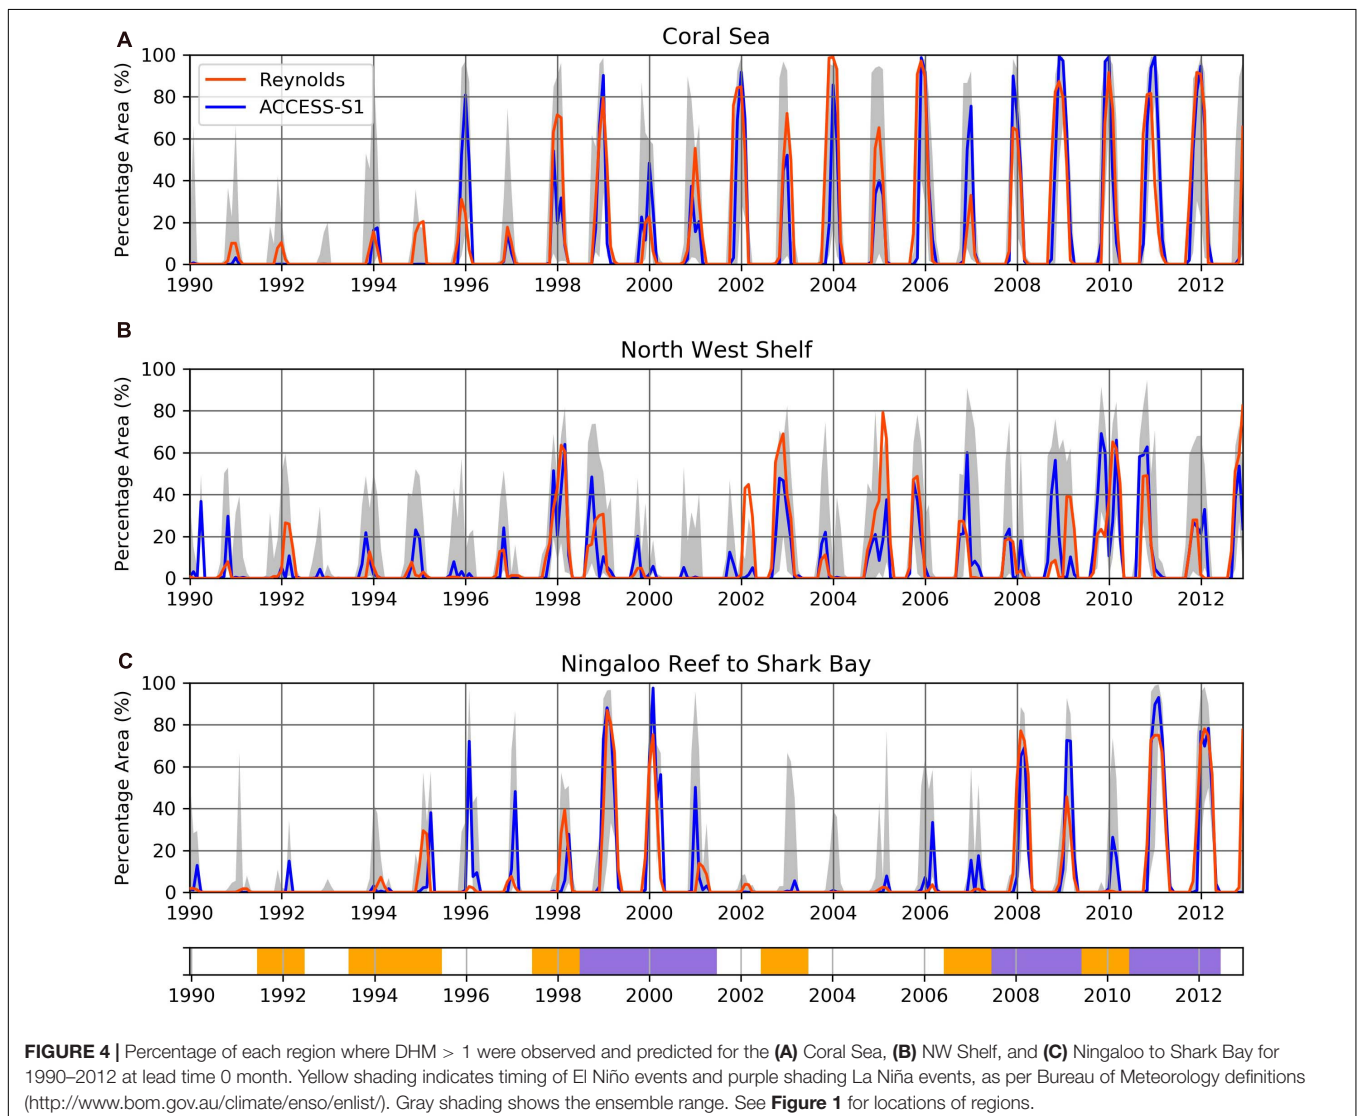 A
Coral Sea
Percentage Area (%)
100
80
60
40
20
0
Reynolds
ACCESS-S1
1990 1992 1994 1996 1998 2000 2002 2004 2006 2008 2010 2012
B
North West Shelf
Percentage Area (%)
100
80
60
40
20
0
1990 1992 1994 1996 1998 2000 2002 2004 2006 2008 2010 2012
C
Ningaloo Reef to Shark Bay
Percentage Area (%)
100
80
60
40
20
0
1990 1992 1994 1996 1998 2000 2002 2004 2006 2008 2010 2012
1990 1992 1994 1996 1998 2000 2002 2004 2006 2008 2010 2012
FIGURE 4 | Percentage of each region where DHM > 1 were observed and predicted for the (A) Coral Sea, (B) NW Shelf, and (C) Ningaloo to Shark Bay for
1990–2012 at lead time 0 month. Yellow shading indicates timing of El Niño events and purple shading La Niña events, as per Bureau of Meteorology definitions
(http://www.bom.gov.au/climate/enso/enlist/). Gray shading shows the ensemble range. See Figure 1 for locations of regions.